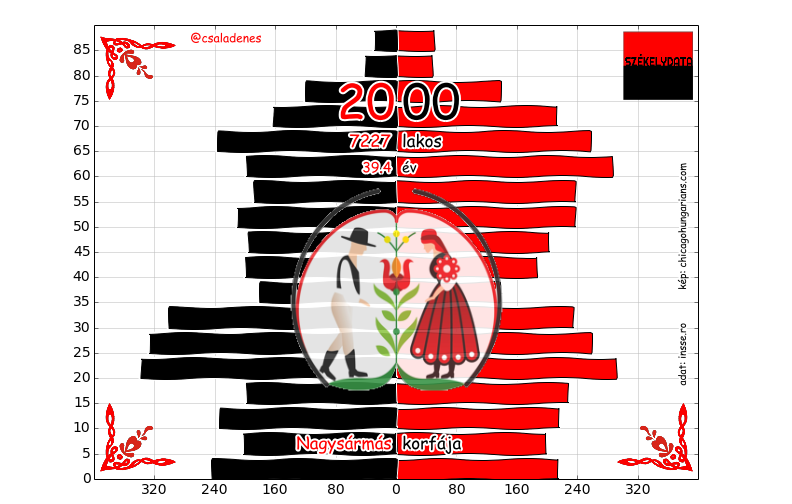 @csaladenes
SZÉKELYDATA
2000
7227 lakos
39.4 év
kép: chicagohungarians.com
adat: insse.ro
Nagysármás korfája
85
80
75
70
65
60
55
50
45
40
35
30
25
20
15
10
5
0
320 240 160 80 0 80 160 240 320